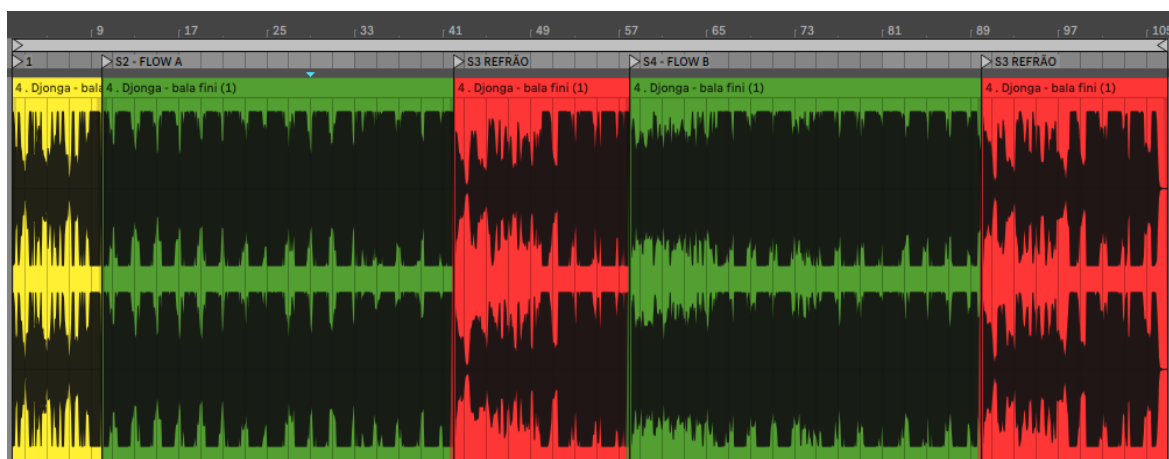 9 17 25 33 41 49 57 65 73 81 89 97 105
1 S2 - FLOW A S3 REFRÃO S4 - FLOW B S3 REFRÃO
4 . Djonga - bala 4 . Djonga - bala fini (1) 4 . Djonga - bala fini (1) 4 . Djonga - bala fini (1) 4 . Djonga - bala fini (1)